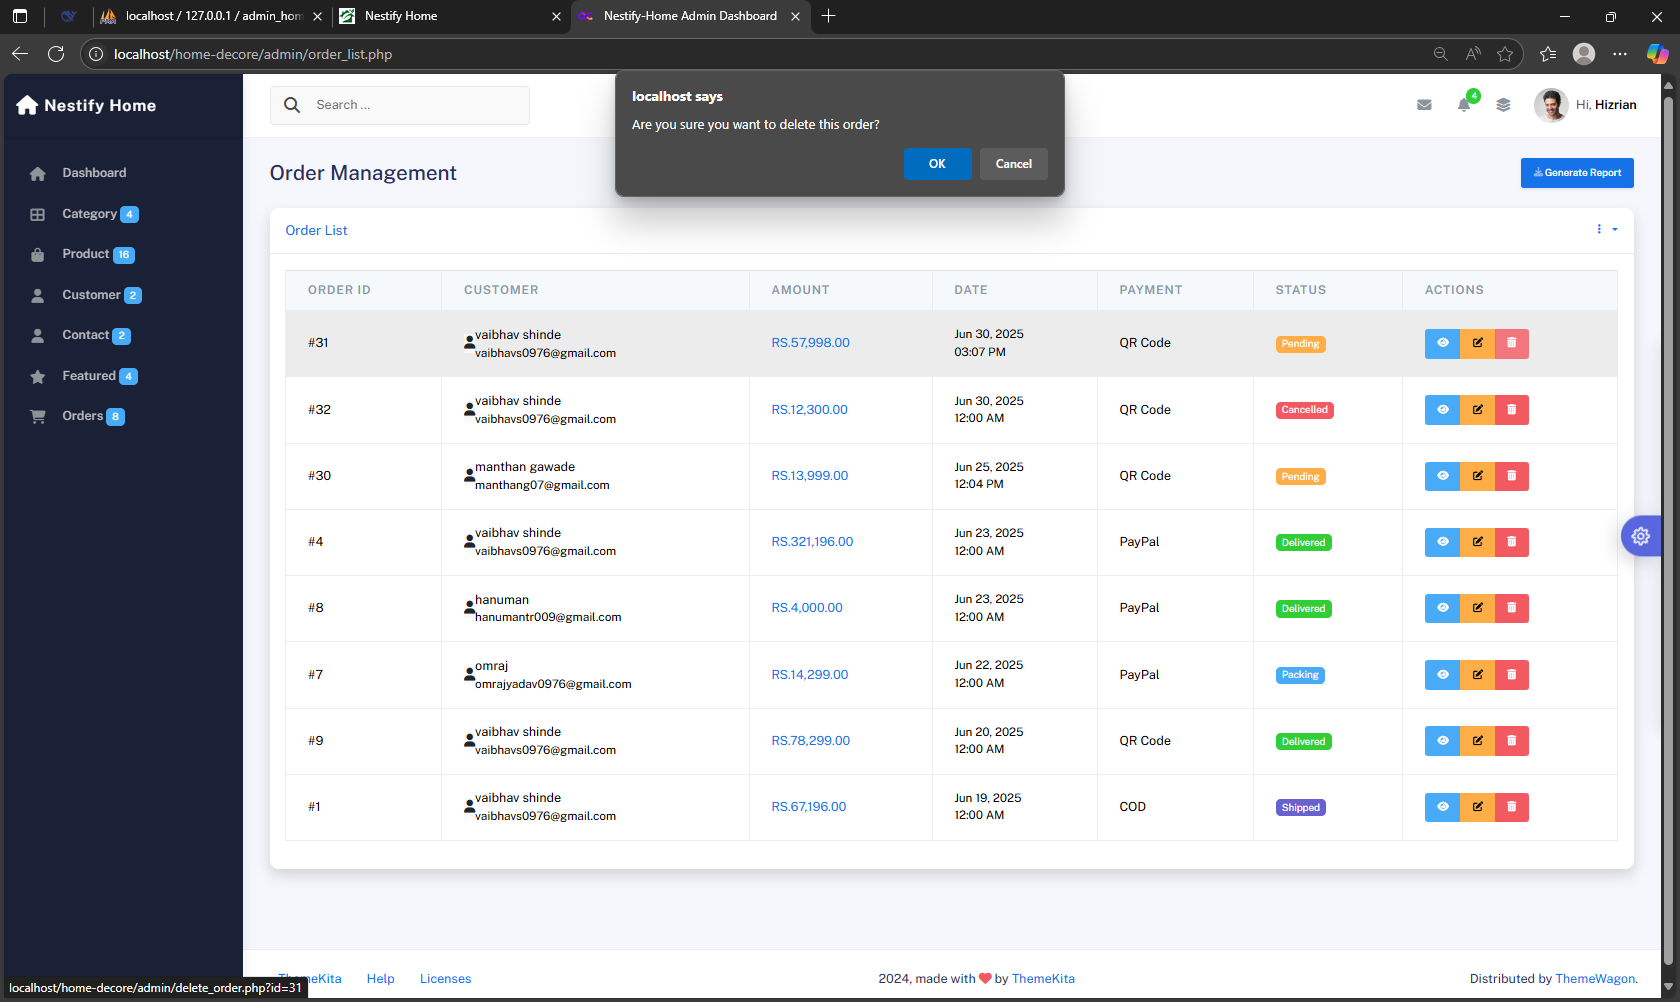 localhost / 127.0.0.1 / admin_hom
Nestify Home
Nestify-Home Admin Dashboard
localhost/home-decore/admin/order_list.php
Nestify Home
Search ...
localhost says
Are you sure you want to delete this order?
OK
Cancel
4
Hi, Hizrian
Dashboard
Category 4
Product 16
Customer 2
Contact 2
Featured 4
Orders 8
Order Management
Generate Report
Order List
ORDER ID CUSTOMER AMOUNT DATE PAYMENT STATUS ACTIONS
#31 vaibhav shinde RS.57,998.00 Jun 30, 2025 QR Code Pending
vaibhavs0976@gmail.com 03:07 PM
#32 vaibhav shinde RS.12,300.00 Jun 30, 2025 QR Code Cancelled
vaibhavs0976@gmail.com 12:00 AM
#30 manthan gawade RS.13,999.00 Jun 25, 2025 QR Code Pending
manthang07@gmail.com 12:04 PM
#4 vaibhav shinde RS.321,196.00 Jun 23, 2025 PayPal Delivered
vaibhavs0976@gmail.com 12:00 AM
#8 hanuman RS.4,000.00 Jun 23, 2025 PayPal Delivered
hanumantr009@gmail.com 12:00 AM
#7 omraj RS.14,299.00 Jun 22, 2025 PayPal Packing
omrajyadav0976@gmail.com 12:00 AM
#9 vaibhav shinde RS.78,299.00 Jun 20, 2025 QR Code Delivered
vaibhavs0976@gmail.com 12:00 AM
#1 vaibhav shinde RS.67,196.00 Jun 19, 2025 COD Shipped
vaibhavs0976@gmail.com 12:00 AM
ThemeKita Help Licenses
2024, made with ThemeKita
Distributed by ThemeWagon.
localhost/home-decore/admin/delete_order.php?id=31